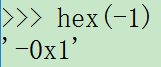 >>> hex(-1)
'-0x1'